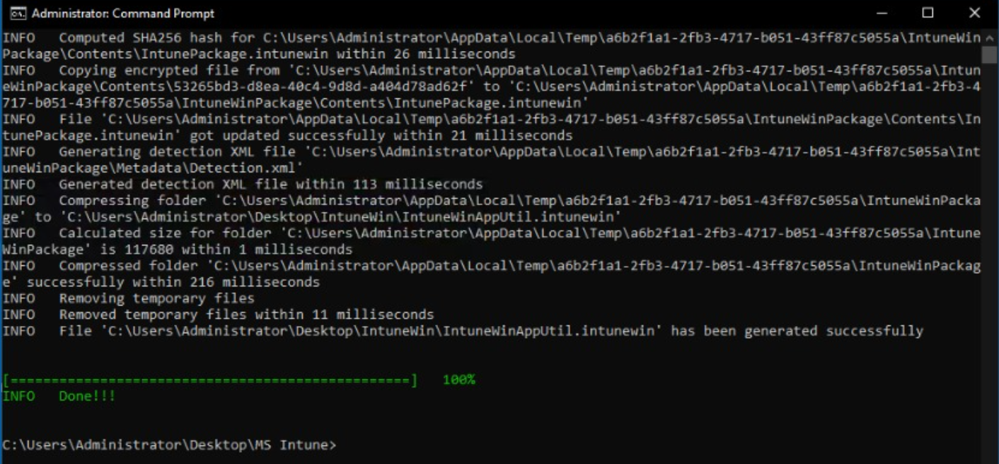 Administrator: Command Prompt
INFO   Computed SHA256 hash for C:\Users\Administrator\AppData\Local\Temp\a6b2f1a1-2fb3-4717-b051-43ff87c5055a\IntuneWin
Package\Contents\IntunePackage.intunewin within 26 milliseconds
INFO   Copying encrypted file from 'C:\Users\Administrator\AppData\Local\Temp\a6b2f1a1-2fb3-4717-b051-43ff87c5055a\Intun
eWinPackage\Contents\53265bd3-d8ea-40c4-9d8d-a404d78ad62f' to 'C:\Users\Administrator\AppData\Local\Temp\a6b2f1a1-2fb3-4
717-b051-43ff87c5055a\IntuneWinPackage\Contents\IntunePackage.intunewin'
INFO   File 'C:\Users\Administrator\AppData\Local\Temp\a6b2f1a1-2fb3-4717-b051-43ff87c5055a\IntuneWinPackage\Contents\In
tunePackage.intunewin' got updated successfully within 21 milliseconds
INFO   Generating detection XML file 'C:\Users\Administrator\AppData\Local\Temp\a6b2f1a1-2fb3-4717-b051-43ff87c5055a\Int
uneWinPackage\Metadata\Detection.xml'
INFO   Generated detection XML file within 113 milliseconds
INFO   Compressing folder 'C:\Users\Administrator\AppData\Local\Temp\a6b2f1a1-2fb3-4717-b051-43ff87c5055a\IntuneWinPacka
ge' to 'C:\Users\Administrator\Desktop\IntuneWin\IntuneWinAppUtil.intunewin'
INFO   Calculated size for folder 'C:\Users\Administrator\AppData\Local\Temp\a6b2f1a1-2fb3-4717-b051-43ff87c5055a\Intune
WinPackage' is 117680 within 1 milliseconds
INFO   Compressed folder 'C:\Users\Administrator\AppData\Local\Temp\a6b2f1a1-2fb3-4717-b051-43ff87c5055a\IntuneWinPackag
e' successfully within 216 milliseconds
INFO   Removing temporary files
INFO   Removed temporary files within 11 milliseconds
INFO   File 'C:\Users\Administrator\Desktop\IntuneWin\IntuneWinAppUtil.intunewin' has been generated successfully
[=================================================]   100%
INFO   Done!!!
C:\Users\Administrator\Desktop\MS Intune>